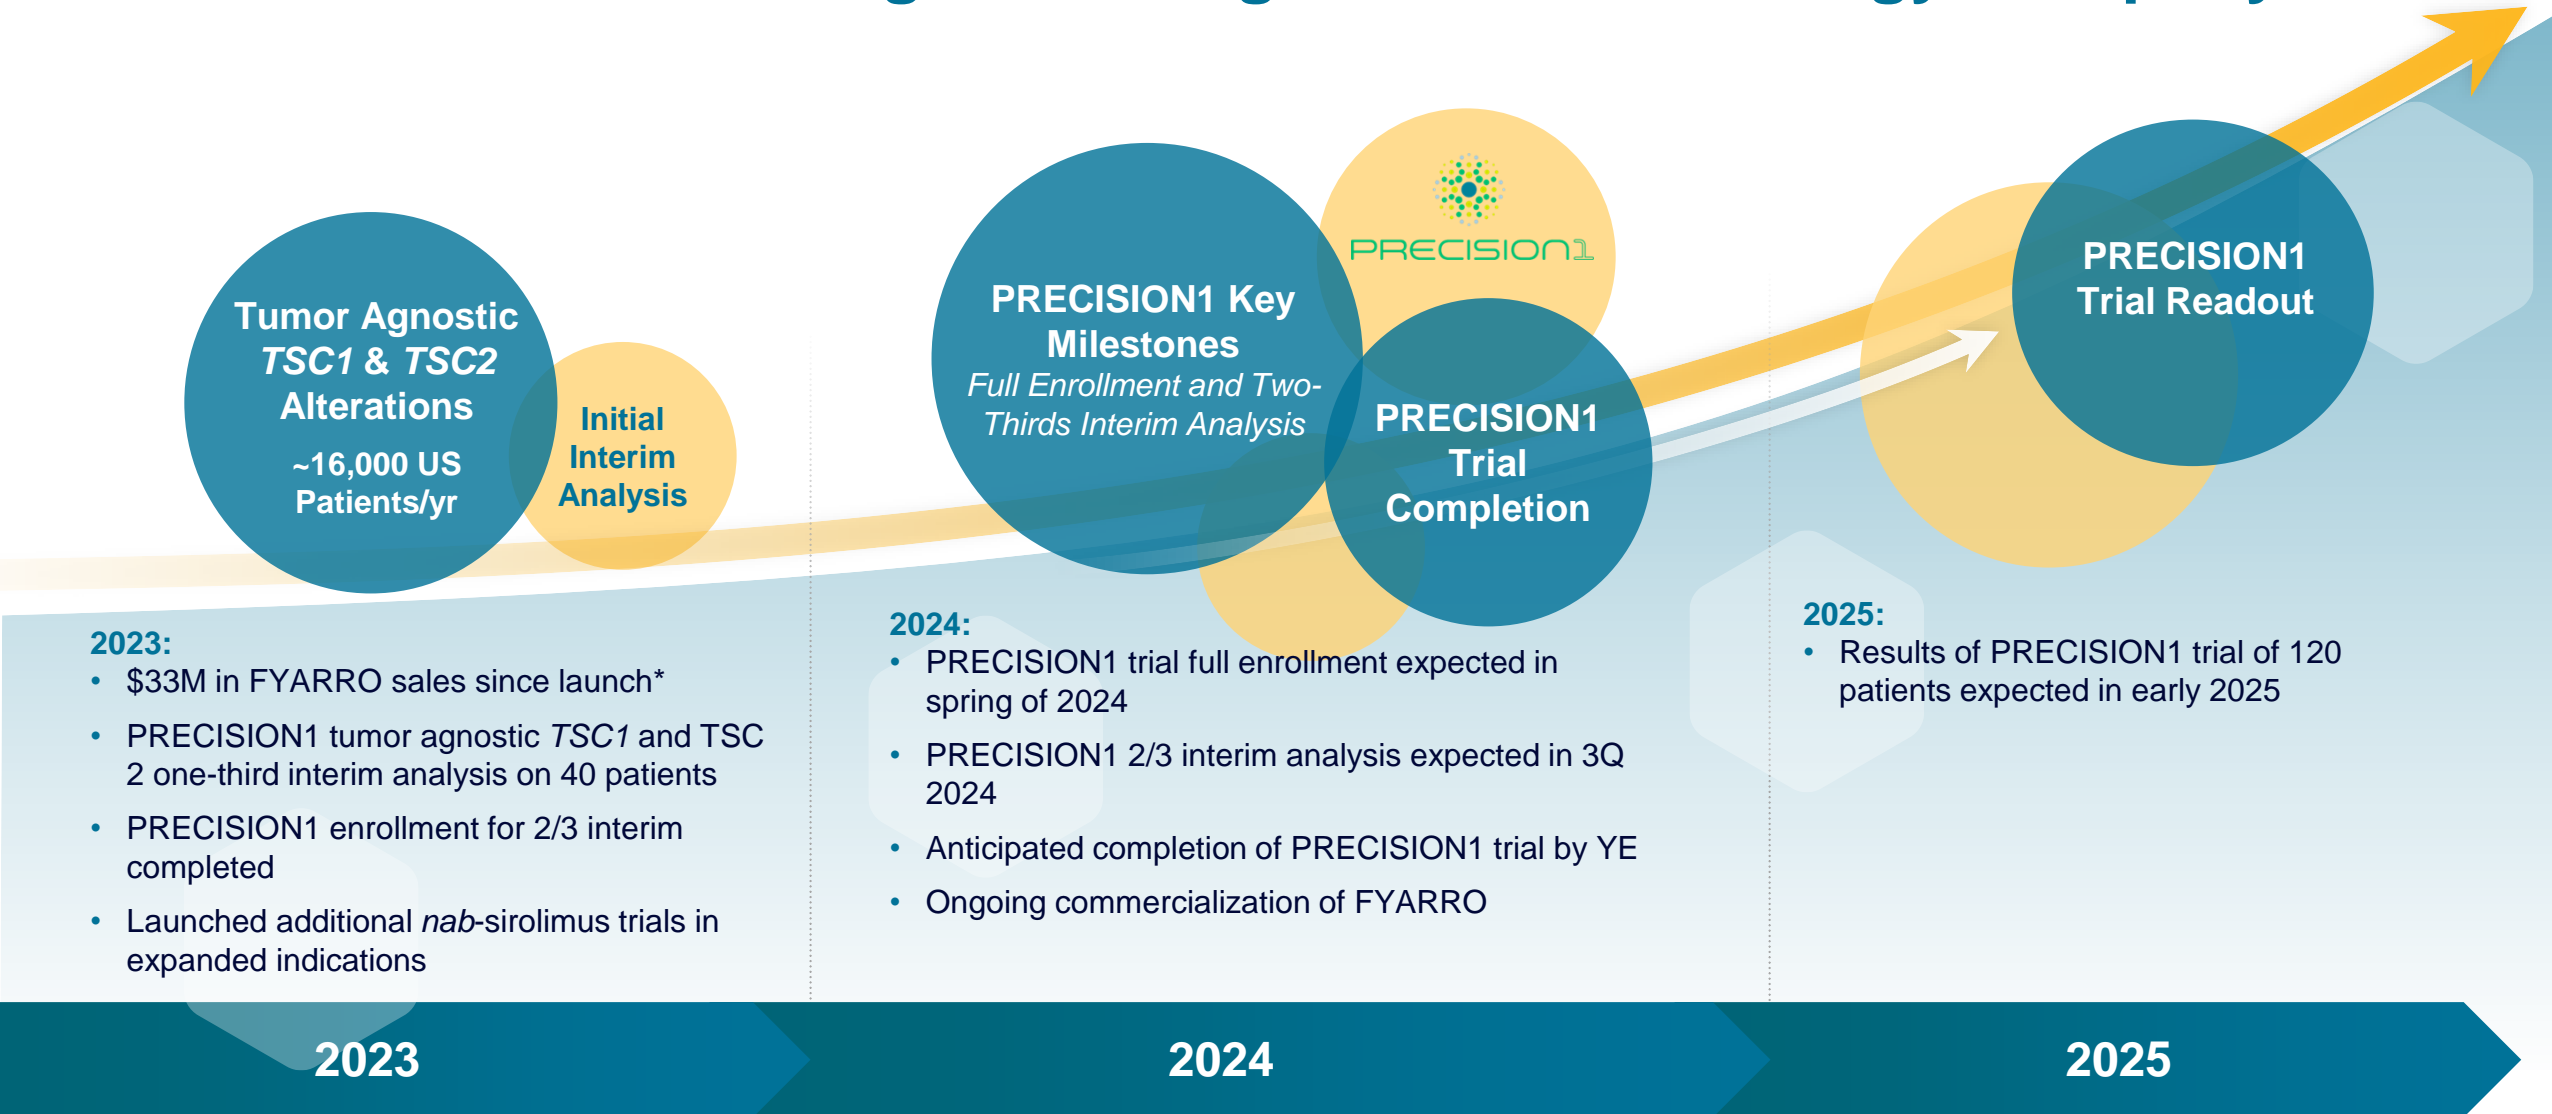 Tumor Agnostic
TSC1 & TSC2
Alterations
~16,000 US
Patients/yr
Initial
Interim
Analysis
PRECISION1 Key
Milestones
Full Enrollment and Two-
Thirds Interim Analysis
PRECISION1
PRECISION1
Trial
Completion
PRECISION1
Trial Readout
2023:
• $33M in FYARRO sales since launch*
• PRECISION1 tumor agnostic TSC1 and TSC
2 one-third interim analysis on 40 patients
• PRECISION1 enrollment for 2/3 interim
completed
• Launched additional nab-sirolimus trials in
expanded indications
2024:
• PRECISION1 trial full enrollment expected in
spring of 2024
• PRECISION1 2/3 interim analysis expected in 3Q
2024
• Anticipated completion of PRECISION1 trial by YE
• Ongoing commercialization of FYARRO
2025:
• Results of PRECISION1 trial of 120
patients expected in early 2025
2023
2024
2025